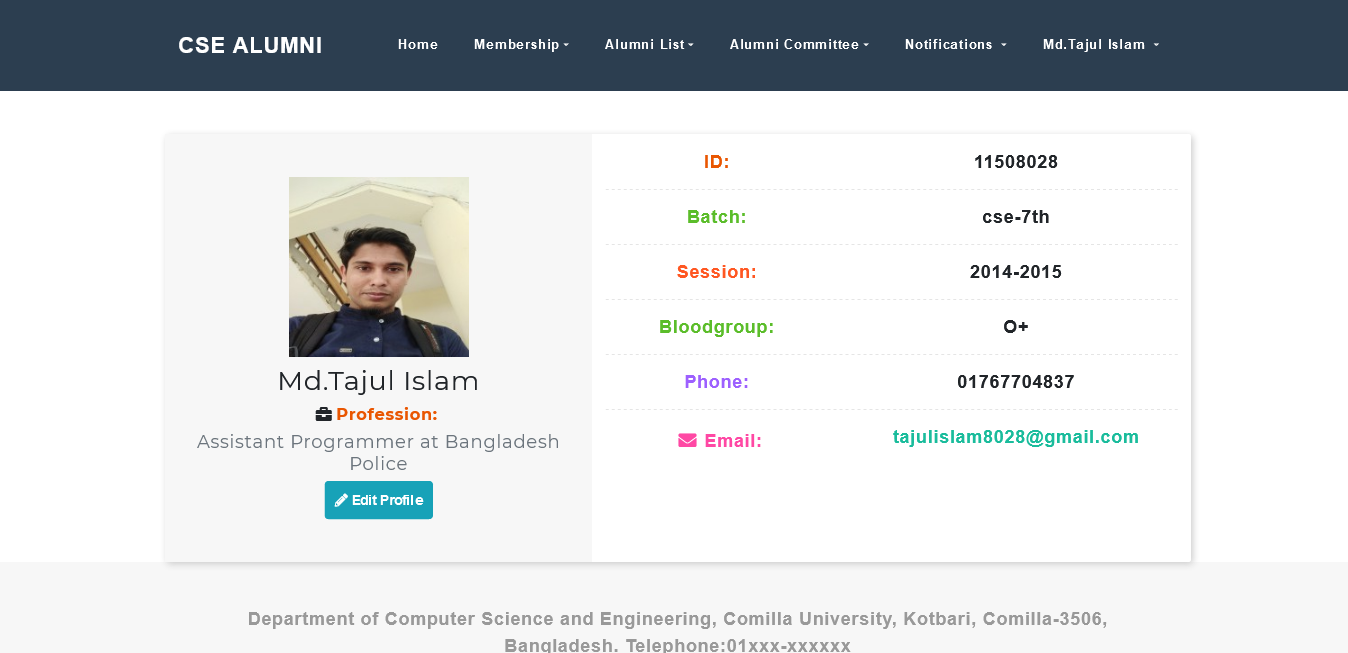 CSE ALUMNI Home Membership Alumni List Alumni Committee Notifications Md.Tajul Islam
ID: 11508028
Batch: cse-7th
Session: 2014-2015
Bloodgroup: O+
Phone: 01767704837
Email: tajulislam8028@gmail.com
Md.Tajul Islam
Profession:
Assistant Programmer at Bangladesh
Police
Edit Profile
Department of Computer Science and Engineering, Comilla University, Kotbari, Comilla-3506,
Bangladesh. Telephone:01xxx-xxxxxx